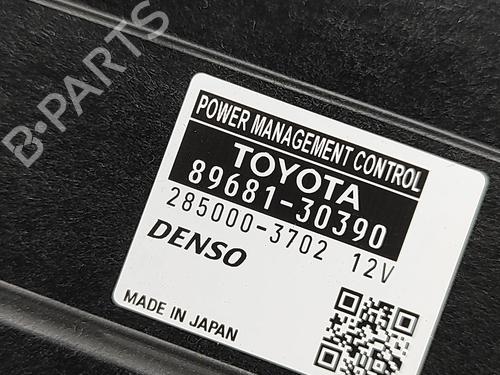 B·PARTS
POWER MANAGEMENT CONTROL
TOYOTA
89681-30390
285000-3702 12V
DENSO
MADE IN JAPAN